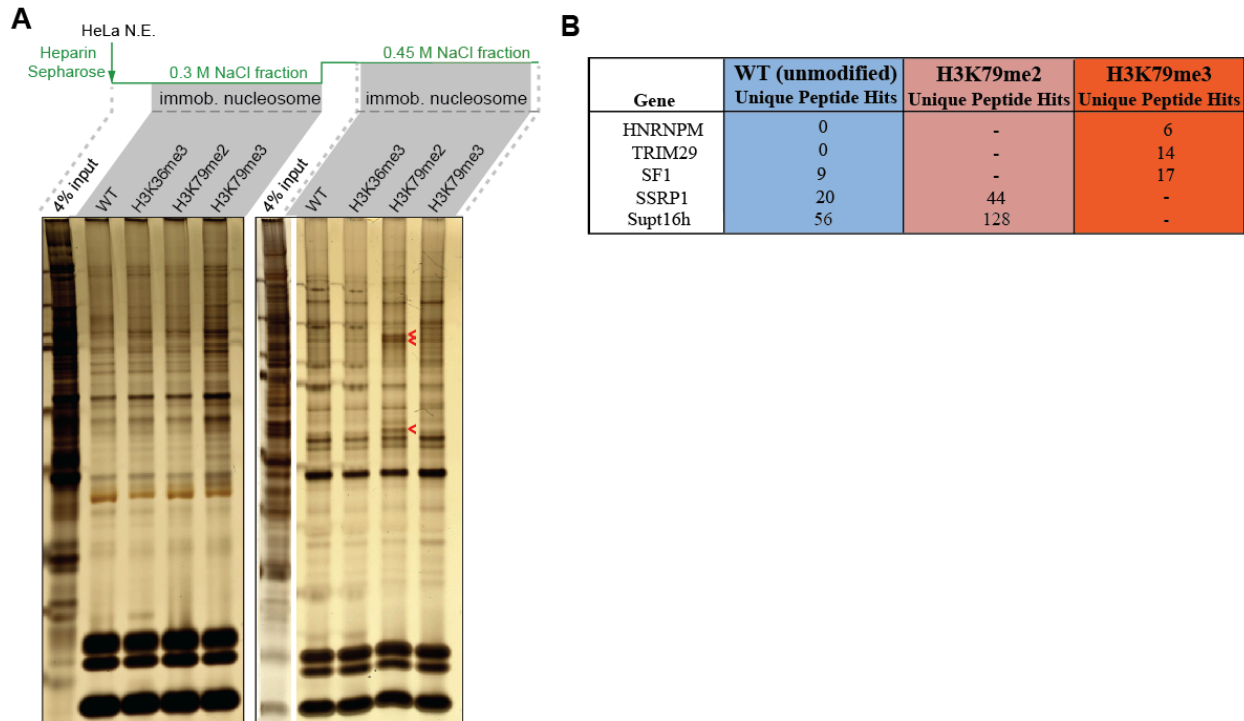 A
HeLa N.E.
Heparin
Sepharose
0.3 M NaCl fraction
0.45 M NaCl fraction
immob. nucleosome
immob. nucleosome
4% input
WT
H3K36me3
H3K79me2
H3K79me3
4% input
WT
H3K36me3
H3K79me2
H3K79me3
B
Gene
WT (unmodified)
Unique Peptide Hits
H3K79me2
Unique Peptide Hits
H3K79me3
Unique Peptide Hits
HNRNPM 0 - 6
TRIM29 0 - 14
SF1 9 - 17
SSRP1 20 44 -
Supt16h 56 128 -